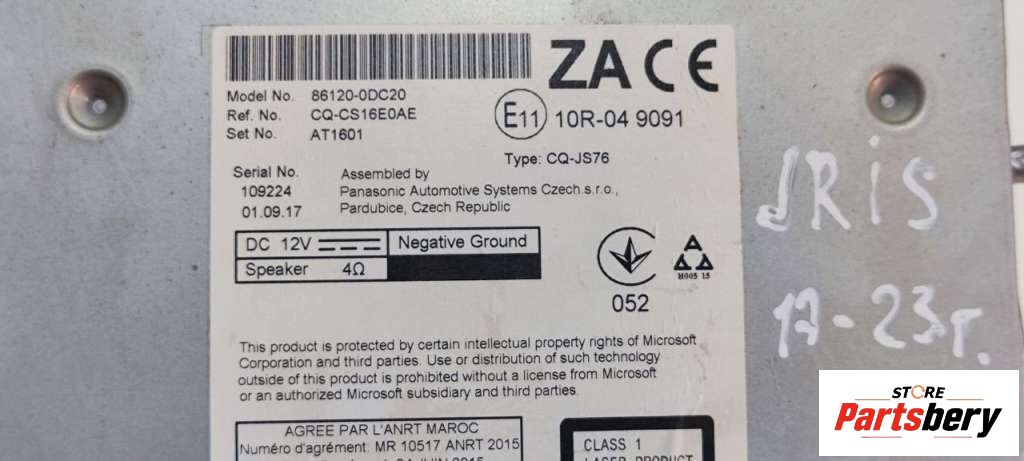 ZA CE
Model No. 86120-0DC20
Ref. No. CQ-CS16E0AE
Set No. AT1601
E11 10R-04 9091
Type: CQ-JS76
Serial No.
109224
01.09.17
Assembled by
Panasonic Automotive Systems Czech.s.r.o.,
Pardubice, Czech Republic
DC 12V Negative Ground
Speaker 4Ω
052
M005 15
This product is protected by certain intellectual property rights of Microsoft
Corporation and third parties. Use or distribution of such technology
outside of this product is prohibited without a license from Microsoft
or an authorized Microsoft subsidiary and third parties.
AGREE PAR L'ANRT MAROC
Numéro d'agrément: MR 10517 ANRT 2015
CLASS 1
LASER PRODUCT
IRIS
17-23г.
STORE
Partsbery